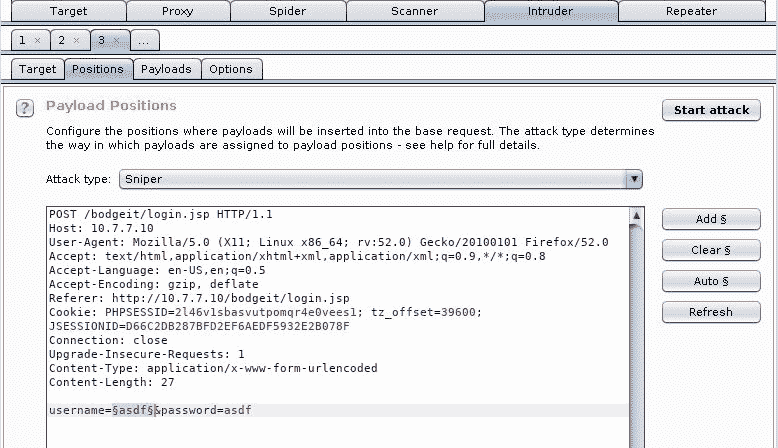 Target Proxy Spider Scanner Intruder Repeater
1 × 2 × 3 × ...
Target Positions Payloads Options
? Payload Positions
Start attack
Configure the positions where payloads will be inserted into the base request. The attack type determines
the way in which payloads are assigned to payload positions - see help for full details.
Attack type: Sniper
POST /bodgeit/login.jsp HTTP/1.1
Host: 10.7.7.10
User-Agent: Mozilla/5.0 (X11; Linux x86_64; rv:52.0) Gecko/20100101 Firefox/52.0
Accept: text/html,application/xhtml+xml,application/xml;q=0.9,*/*;q=0.8
Accept-Language: en-US,en;q=0.5
Accept-Encoding: gzip, deflate
Referer: http://10.7.7.10/bodgeit/login.jsp
Cookie: PHPSESSID=2l46v1sbasvutpomqr4e0vees1; tz_offset=39600;
JSESSIONID=D66C2DB287BFD2EF6AEDF5932E2B078F
Connection: close
Upgrade-Insecure-Requests: 1
Content-Type: application/x-www-form-urlencoded
Content-Length: 27
username=§asdf§&password=asdf
Add §
Clear §
Auto §
Refresh